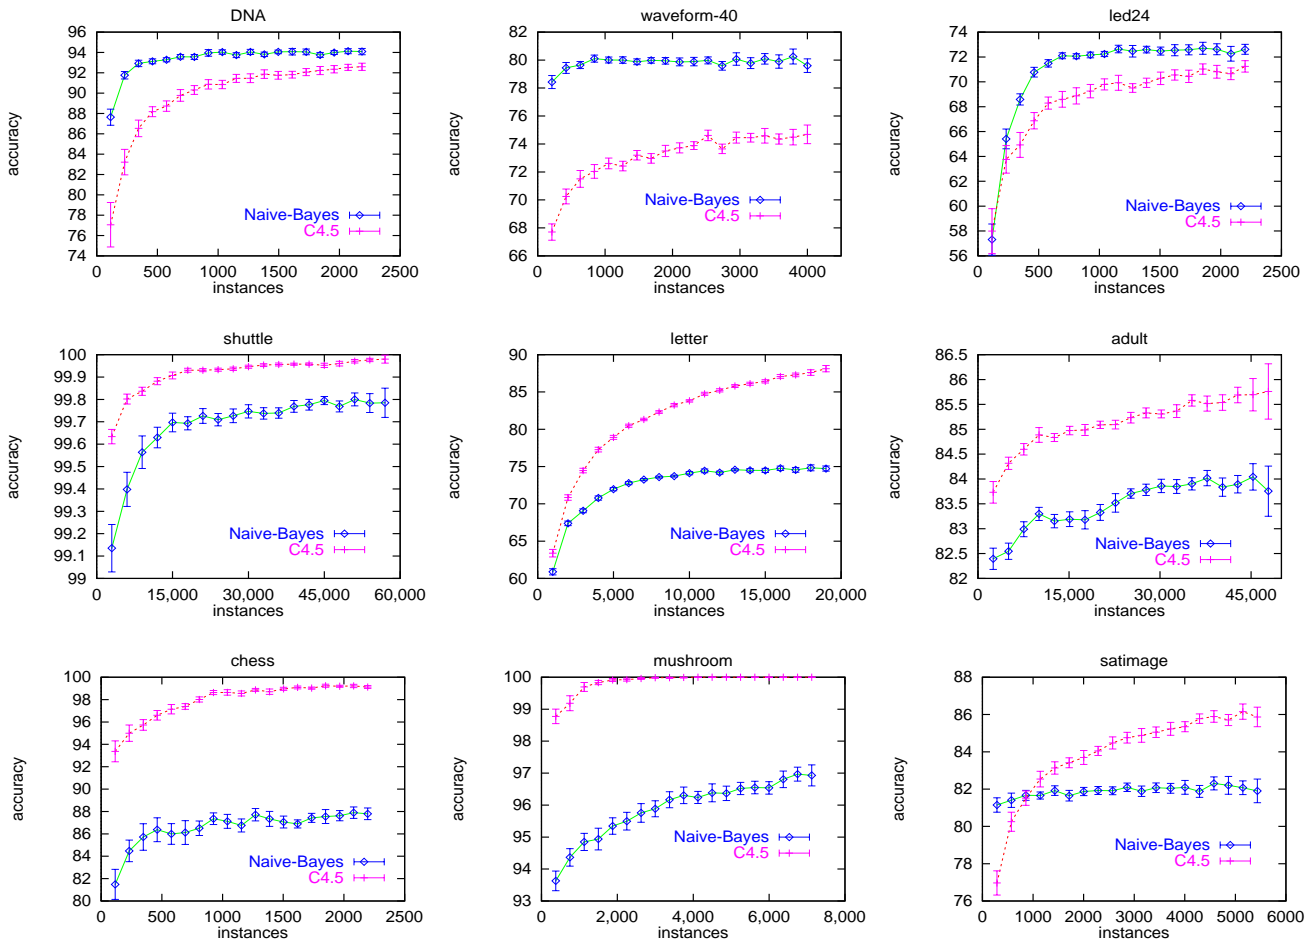 DNA
96
94
92
90
88
86
84
82
80
78
76
74
accuracy
Naive-Bayes
C4.5
0 500 1000 1500 2000 2500
instances
waveform-40
82
80
78
76
74
72
70
68
66
accuracy
Naive-Bayes
C4.5
0 1000 2000 3000 4000
instances
led24
74
72
70
68
66
64
62
60
58
56
accuracy
Naive-Bayes
C4.5
0 500 1000 1500 2000 2500
instances
shuttle
100
99.9
99.8
99.7
99.6
99.5
99.4
99.3
99.2
99.1
99
accuracy
Naive-Bayes
C4.5
0 15,000 30,000 45,000 60,000
instances
letter
90
85
80
75
70
65
60
accuracy
Naive-Bayes
C4.5
0 5,000 10,000 15,000 20,000
instances
adult
86.5
86
85.5
85
84.5
84
83.5
83
82.5
82
accuracy
Naive-Bayes
C4.5
0 15,000 30,000 45,000
instances
chess
100
98
96
94
92
90
88
86
84
82
80
accuracy
Naive-Bayes
C4.5
0 500 1000 1500 2000 2500
instances
mushroom
100
99
98
97
96
95
94
93
accuracy
Naive-Bayes
C4.5
0 2,000 4,000 6,000 8,000
instances
satimage
88
86
84
82
80
78
76
accuracy
Naive-Bayes
C4.5
0 1000 2000 3000 4000 5000 6000
instances